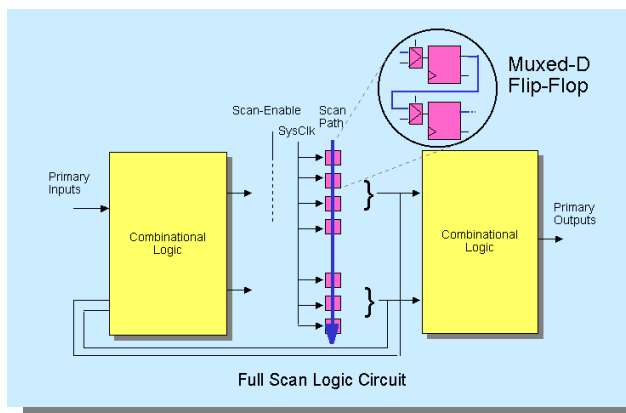 Muxed-D
Flip-Flop
Scan-Enable
Scan
Path
SysClk
Primary
Inputs
Combinational
Logic
Combinational
Logic
Primary
Outputs
Full Scan Logic Circuit